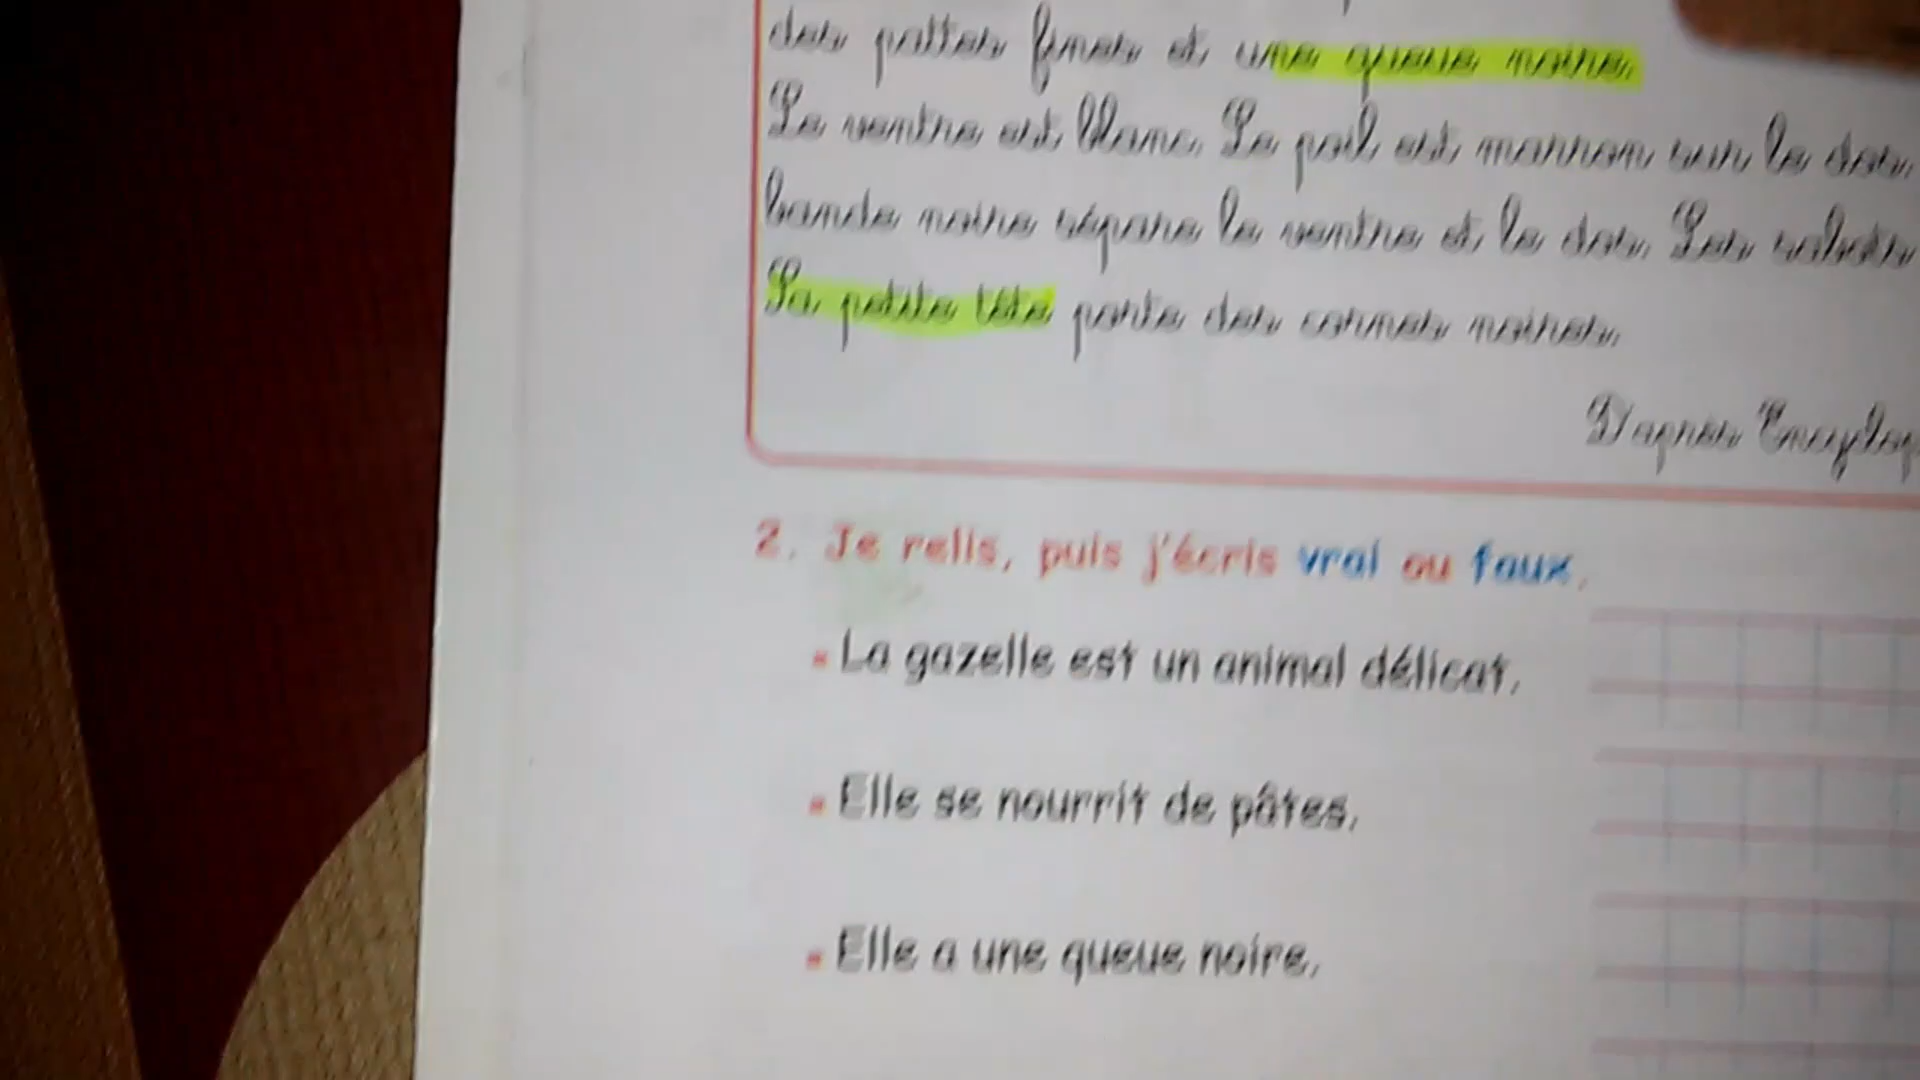 des pattes fines et une queue noire.
Le ventre est blanc. Le poil est marron sur le dos.
bande noire sépare le ventre et le dos. Les sabots
Sa petite tête porte des cornes noires.
D'après Encyclop
2. Je relis, puis j'écris vrai ou faux.
▪ La gazelle est un animal délicat.
▪ Elle se nourrit de pâtes.
▪ Elle a une queue noire.